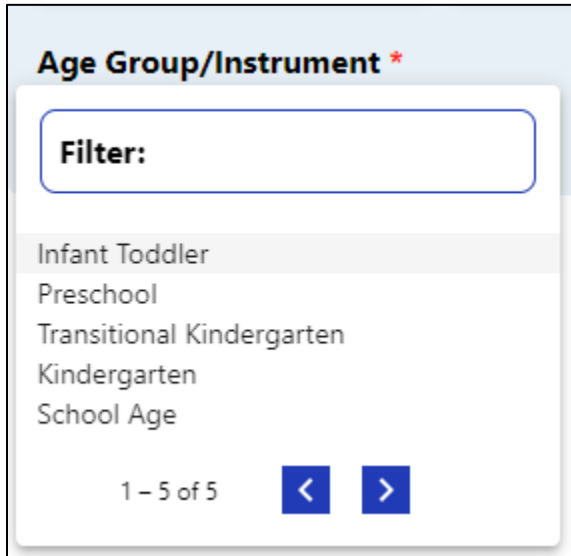 Age Group/Instrument *
Filter:
Infant Toddler
Preschool
Transitional Kindergarten
Kindergarten
School Age
1 – 5 of 5